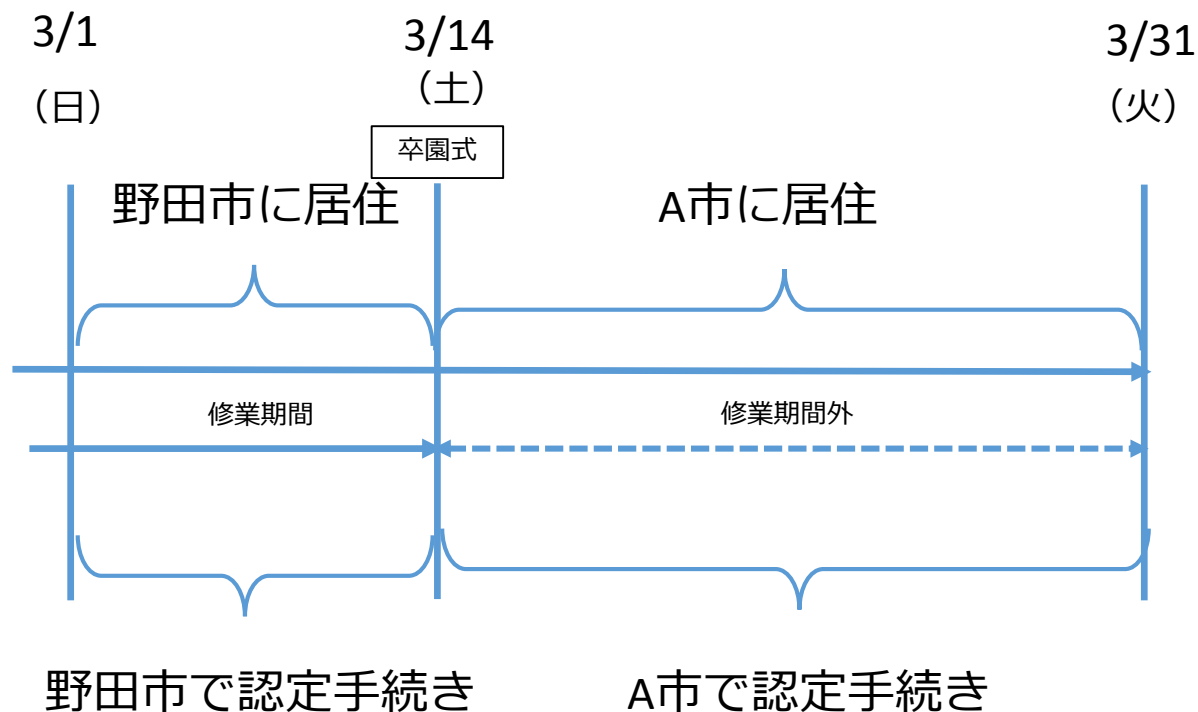 3/1
3/14
3/31
（日）
（土）
（火）
卒園式
野田市に居住
A市に居住
修業期間
修業期間外
野田市で認定手続き
A市で認定手続き